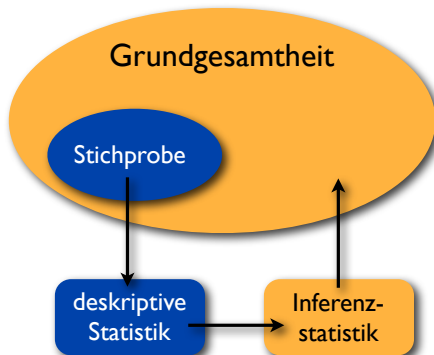 Grundgesamtheit
Stichprobe
deskriptive
Statistik
Inferenz-
statistik